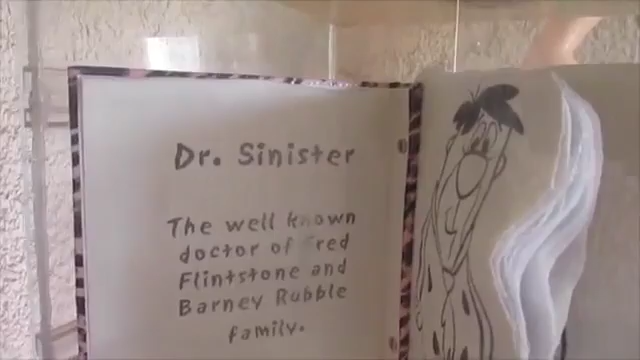 Dr. Sinister
The well known
doctor of Fred
Flintstone and
Barney Rubble
family.